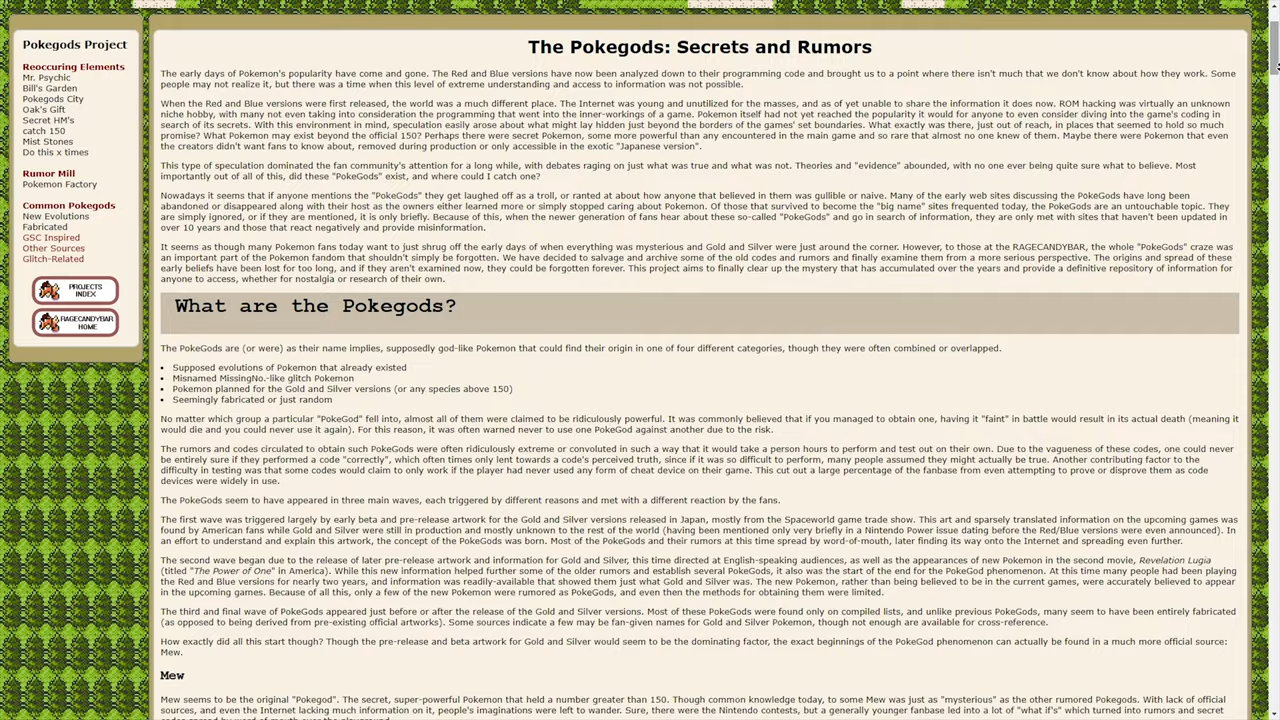 Pokegods Project
Reoccuring Elements
Mr. Psychic
Bill's Garden
Pokegods City
Oak's Gift
Secret HM's
catch 150
Mist Stones
Do this x times
Rumor Mill
Pokemon Factory
Common Pokegods
New Evolutions
Fabricated
GSC Inspired
Other Sources
Glitch-Related
PROJECTS
INDEX
RAGECANDYBAR
HOME
The Pokegods: Secrets and Rumors
The early days of Pokemon's popularity have come and gone. The Red and Blue versions have now been analyzed down to their programming code and brought us to a point where there isn't much that we don't know about how they work. Some
people may not realize it, but there was a time when this level of extreme understanding and access to information was not possible.
When the Red and Blue versions were first released, the world was a much different place. The Internet was young and unutilized for the masses, and as of yet unable to share the information it does now. ROM hacking was virtually an unknown
niche hobby, with many not even taking into consideration the programming that went into the inner-workings of a game. Pokemon itself had not yet reached the popularity it would for anyone to even consider diving into the game's coding in
search of its secrets. With this environment in mind, speculation easily arose about what might lay hidden just beyond the borders of the games' set boundaries. What exactly was there, just out of reach, in places that seemed to hold so much
promise? What Pokemon may exist beyond the official 150? Perhaps there were secret Pokemon, some more powerful than any encountered in the main game and so rare that almost no one knew of them. Maybe there were Pokemon that even
the creators didn't want fans to know about, removed during production or only accessible in the exotic "Japanese version".
This type of speculation dominated the fan community's attention for a long while, with debates raging on just what was true and what was not. Theories and "evidence" abounded, with no one ever being quite sure what to believe. Most
importantly out of all of this, did these "PokeGods" exist, and where could I catch one?
Nowadays it seems that if anyone mentions the "PokeGods" they get laughed off as a troll, or ranted at about how anyone that believed in them was gullible or naive. Many of the early web sites discussing the PokeGods have long been
abandoned or disappeared along with their host as the owners either learned more or simply stopped caring about Pokemon. Of those that survived to become the "big name" sites frequented today, the PokeGods are an untouchable topic. They
are simply ignored, or if they are mentioned, it is only briefly. Because of this, when the newer generation of fans hear about these so-called "PokeGods" and go in search of information, they are only met with sites that haven't been updated in
over 10 years and those that react negatively and provide misinformation.
It seems as though many Pokemon fans today want to just shrug off the early days of when everything was mysterious and Gold and Silver were just around the corner. However, to those at the RAGECANDYBAR, the whole "PokeGods" craze was
an important part of the Pokemon fandom that shouldn't simply be forgotten. We have decided to salvage and archive some of the old codes and rumors and finally examine them from a more serious perspective. The origins and spread of these
early beliefs have been lost for too long, and if they aren't examined now, they could be forgotten forever. This project aims to finally clear up the mystery that has accumulated over the years and provide a definitive repository of information for
anyone to access, whether for nostalgia or research of their own.
What are the Pokegods?
The PokeGods are (or were) as their name implies, supposedly god-like Pokemon that could find their origin in one of four different categories, though they were often combined or overlapped.
• Supposed evolutions of Pokemon that already existed
• Misnamed MissingNo.-like glitch Pokemon
• Pokemon planned for the Gold and Silver versions (or any species above 150)
• Seemingly fabricated or just random
No matter which group a particular "PokeGod" fell into, almost all of them were claimed to be ridiculously powerful. It was commonly believed that if you managed to obtain one, having it "faint" in battle would result in its actual death (meaning it
would die and you could never use it again). For this reason, it was often warned never to use one PokeGod against another due to the risk.
The rumors and codes circulated to obtain such PokeGods were often ridiculously extreme or convoluted in such a way that it would take a person hours to perform and test out on their own. Due to the vagueness of these codes, one could never
be entirely sure if they performed a code "correctly", which often times only lent towards a code's perceived truth, since if it was so difficult to perform, many people assumed they might actually be true. Another contributing factor to the
difficulty in testing was that some codes would claim to only work if the player had never used any form of cheat device on their game. This cut out a large percentage of the fanbase from even attempting to prove or disprove them as code
devices were widely in use.
The PokeGods seem to have appeared in three main waves, each triggered by different reasons and met with a different reaction by the fans.
The first wave was triggered largely by early beta and pre-release artwork for the Gold and Silver versions released in Japan, mostly from the Spaceworld game trade show. This art and sparsely translated information on the upcoming games was
found by American fans while Gold and Silver were still in production and mostly unknown to the rest of the world (having been mentioned only very briefly in a Nintendo Power issue dating before the Red/Blue versions were even announced). In
an effort to understand and explain this artwork, the concept of the PokeGods was born. Most of the PokeGods and their rumors at this time spread by word-of-mouth, later finding its way onto the Internet and spreading even further.
The second wave began due to the release of later pre-release artwork and information for Gold and Silver, this time directed at English-speaking audiences, as well as the appearances of new Pokemon in the second movie, Revelation Lugia
(titled "The Power of One" in America). While this new information helped further some of the older rumors and establish several PokeGods, it also was the start of the end for the PokeGod phenomenon. At this time many had been playing
the Red and Blue versions for nearly two years, and information was readily-available that showed them just what Gold and Silver was. The new Pokemon, rather than being believed to be in the current games, were accurately believed to appear
in the upcoming games. Because of all this, only a few of the new Pokemon were rumored as PokeGods, and even then the methods for obtaining them were limited.
The third and final wave of PokeGods appeared just before or after the release of the Gold and Silver versions. Most of these PokeGods were found only on compiled lists, and unlike previous PokeGods, many seem to have been entirely fabricated
(as opposed to being derived from pre-existing official artworks). Some sources indicate a few may be fan-given names for Gold and Silver Pokemon, though not enough are available for cross-reference.
How exactly did all this start though? Though the pre-release and beta artwork for Gold and Silver would seem to be the dominating factor, the exact beginnings of the PokeGod phenomenon can actually be found in a much more official source:
Mew.
Mew
Mew seems to be the original "Pokegod". The secret, super-powerful Pokemon that held a number greater than 150. Though common knowledge today, to some Mew was just as "mysterious" as the other rumored Pokegods. With lack of official
sources, and even the Internet lacking much information on it, people's imaginations were left to wander. Sure, there were the Nintendo contests, but a generally younger fanbase led into a lot of "what if's" which turned into rumors and secret